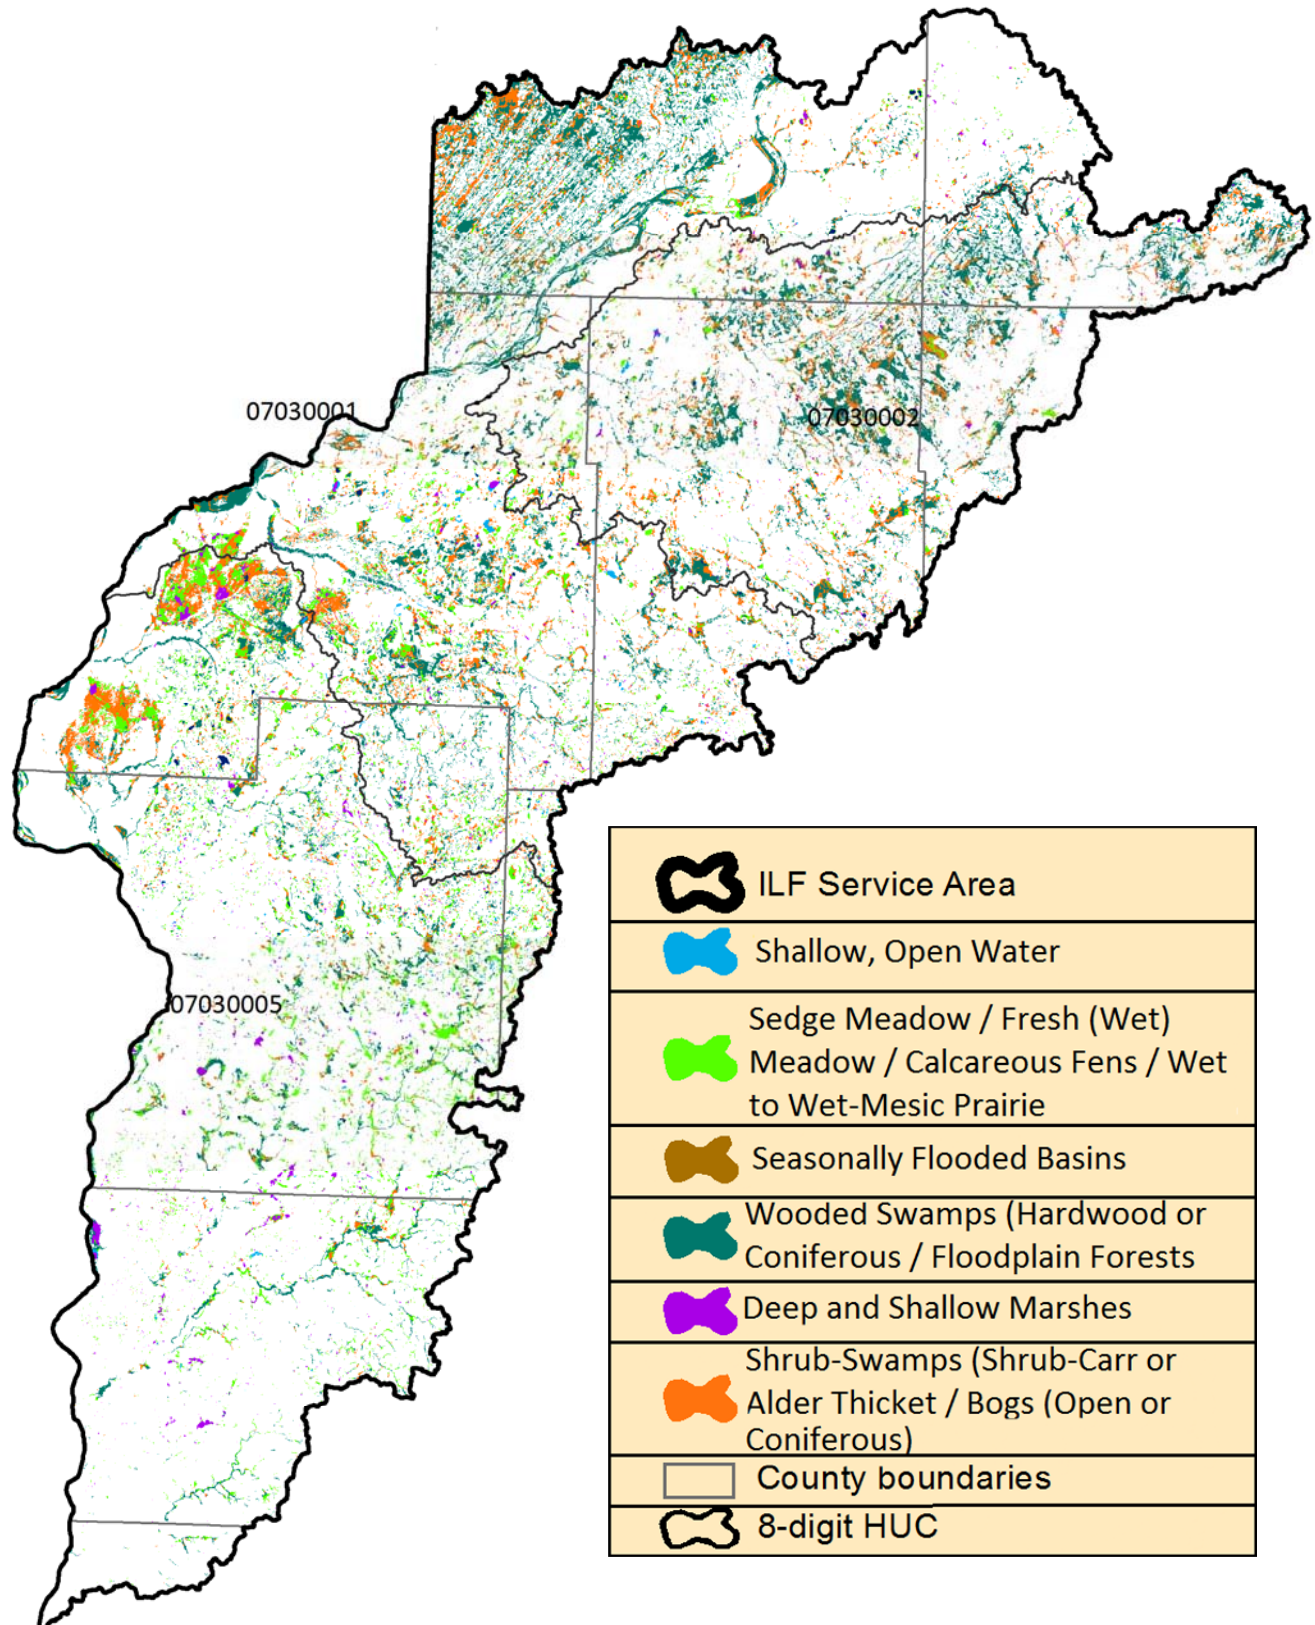 07030001
07030002
07030005
ILF Service Area
Shallow, Open Water
Sedge Meadow / Fresh (Wet)
Meadow / Calcareous Fens / Wet
to Wet-Mesic Prairie
Seasonally Flooded Basins
Wooded Swamps (Hardwood or
Coniferous / Floodplain Forests
Deep and Shallow Marshes
Shrub-Swamps (Shrub-Carr or
Alder Thicket / Bogs (Open or
Coniferous)
County boundaries
8-digit HUC